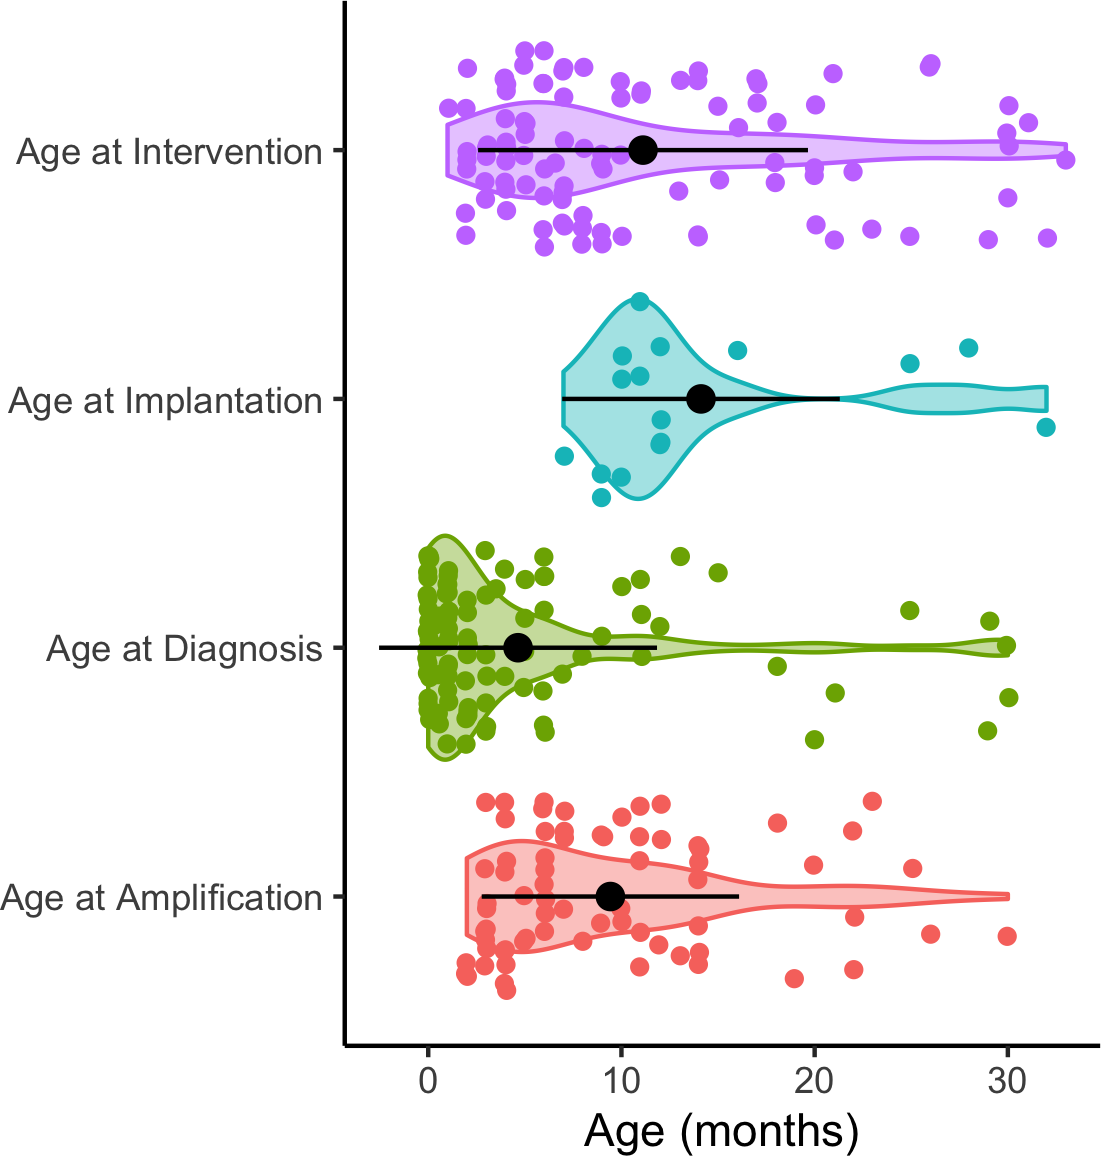 Age at Intervention
Age at Implantation
Age at Diagnosis
Age at Amplification
0 10 20 30
Age (months)